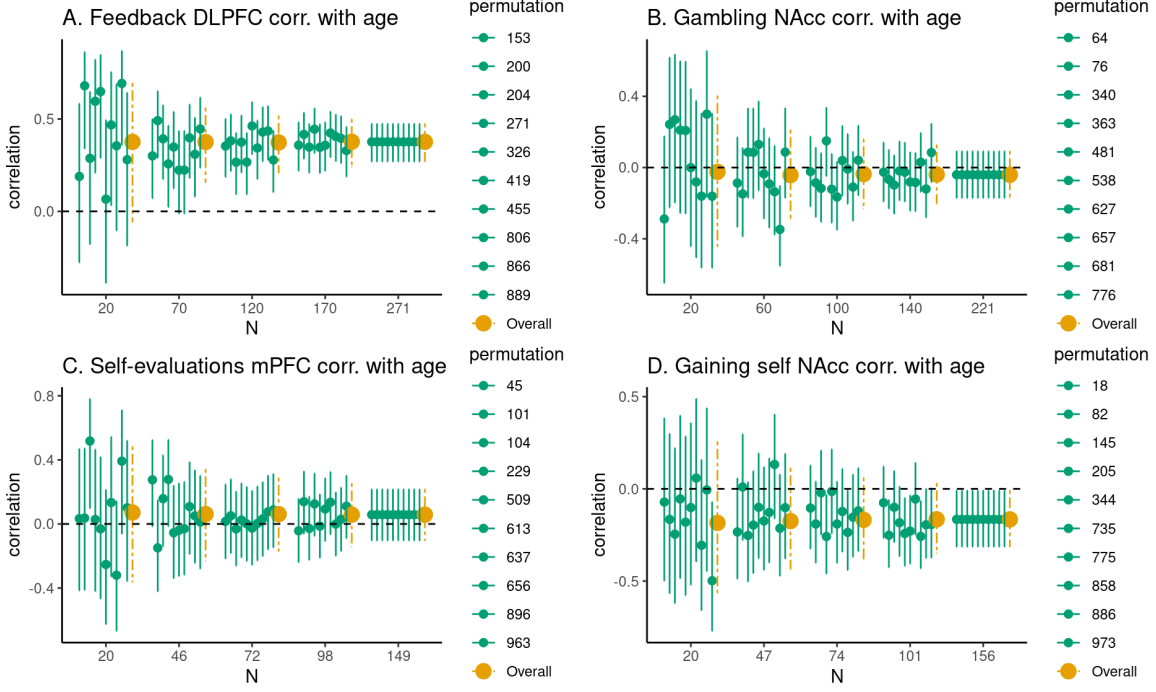 A. Feedback DLPFC corr. with age
correlation
0.5
0.0
20 70 120 170 271
N
permutation
153
200
204
271
326
419
455
806
866
889
Overall
B. Gambling NAcc corr. with age
correlation
0.4
0.0
-0.4
20 60 100 140 221
N
permutation
64
76
340
363
481
538
627
657
681
776
Overall
C. Self-evaluations mPFC corr. with age
correlation
0.8
0.4
0.0
-0.4
20 46 72 98 149
N
permutation
45
101
104
229
509
613
637
656
896
963
Overall
D. Gaining self NAcc corr. with age
correlation
0.5
0.0
-0.5
20 47 74 101 156
N
permutation
18
82
145
205
344
735
775
858
886
973
Overall